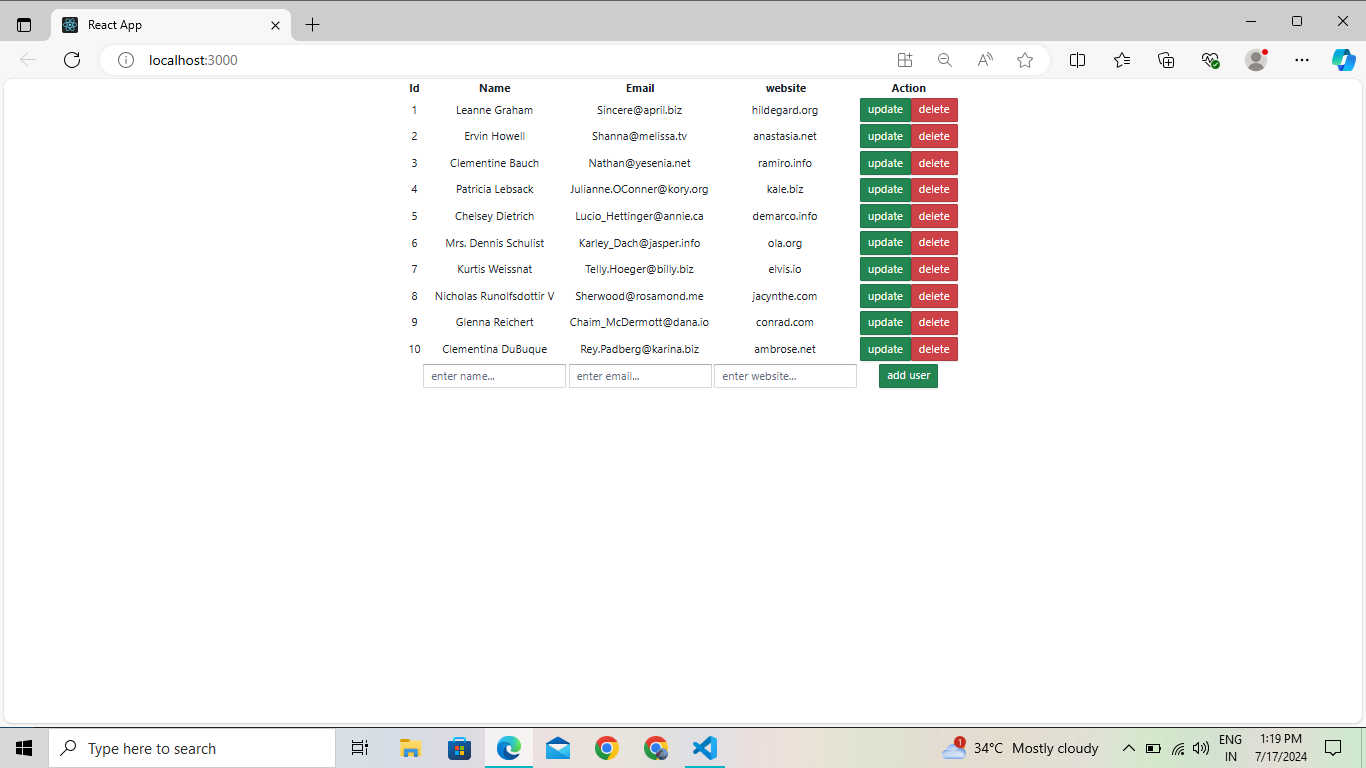 React App
localhost:3000
Id Name Email website Action
1 Leanne Graham Sincere@april.biz hildegard.org update delete
2 Ervin Howell Shanna@melissa.tv anastasia.net update delete
3 Clementine Bauch Nathan@yesenia.net ramiro.info update delete
4 Patricia Lebsack Julianne.OConner@kory.org kale.biz update delete
5 Chelsey Dietrich Lucio_Hettinger@annie.ca demarco.info update delete
6 Mrs. Dennis Schulist Karley_Dach@jasper.info ola.org update delete
7 Kurtis Weissnat Telly.Hoeger@billy.biz elvis.io update delete
8 Nicholas Runolfsdottir V Sherwood@rosamond.me jacynthe.com update delete
9 Glenna Reichert Chaim_McDermott@dana.io conrad.com update delete
10 Clementina DuBuque Rey.Padberg@karina.biz ambrose.net update delete
enter name... enter email... enter website... add user
Type here to search 1 34°C Mostly cloudy ENG 1:19 PM
IN 7/17/2024